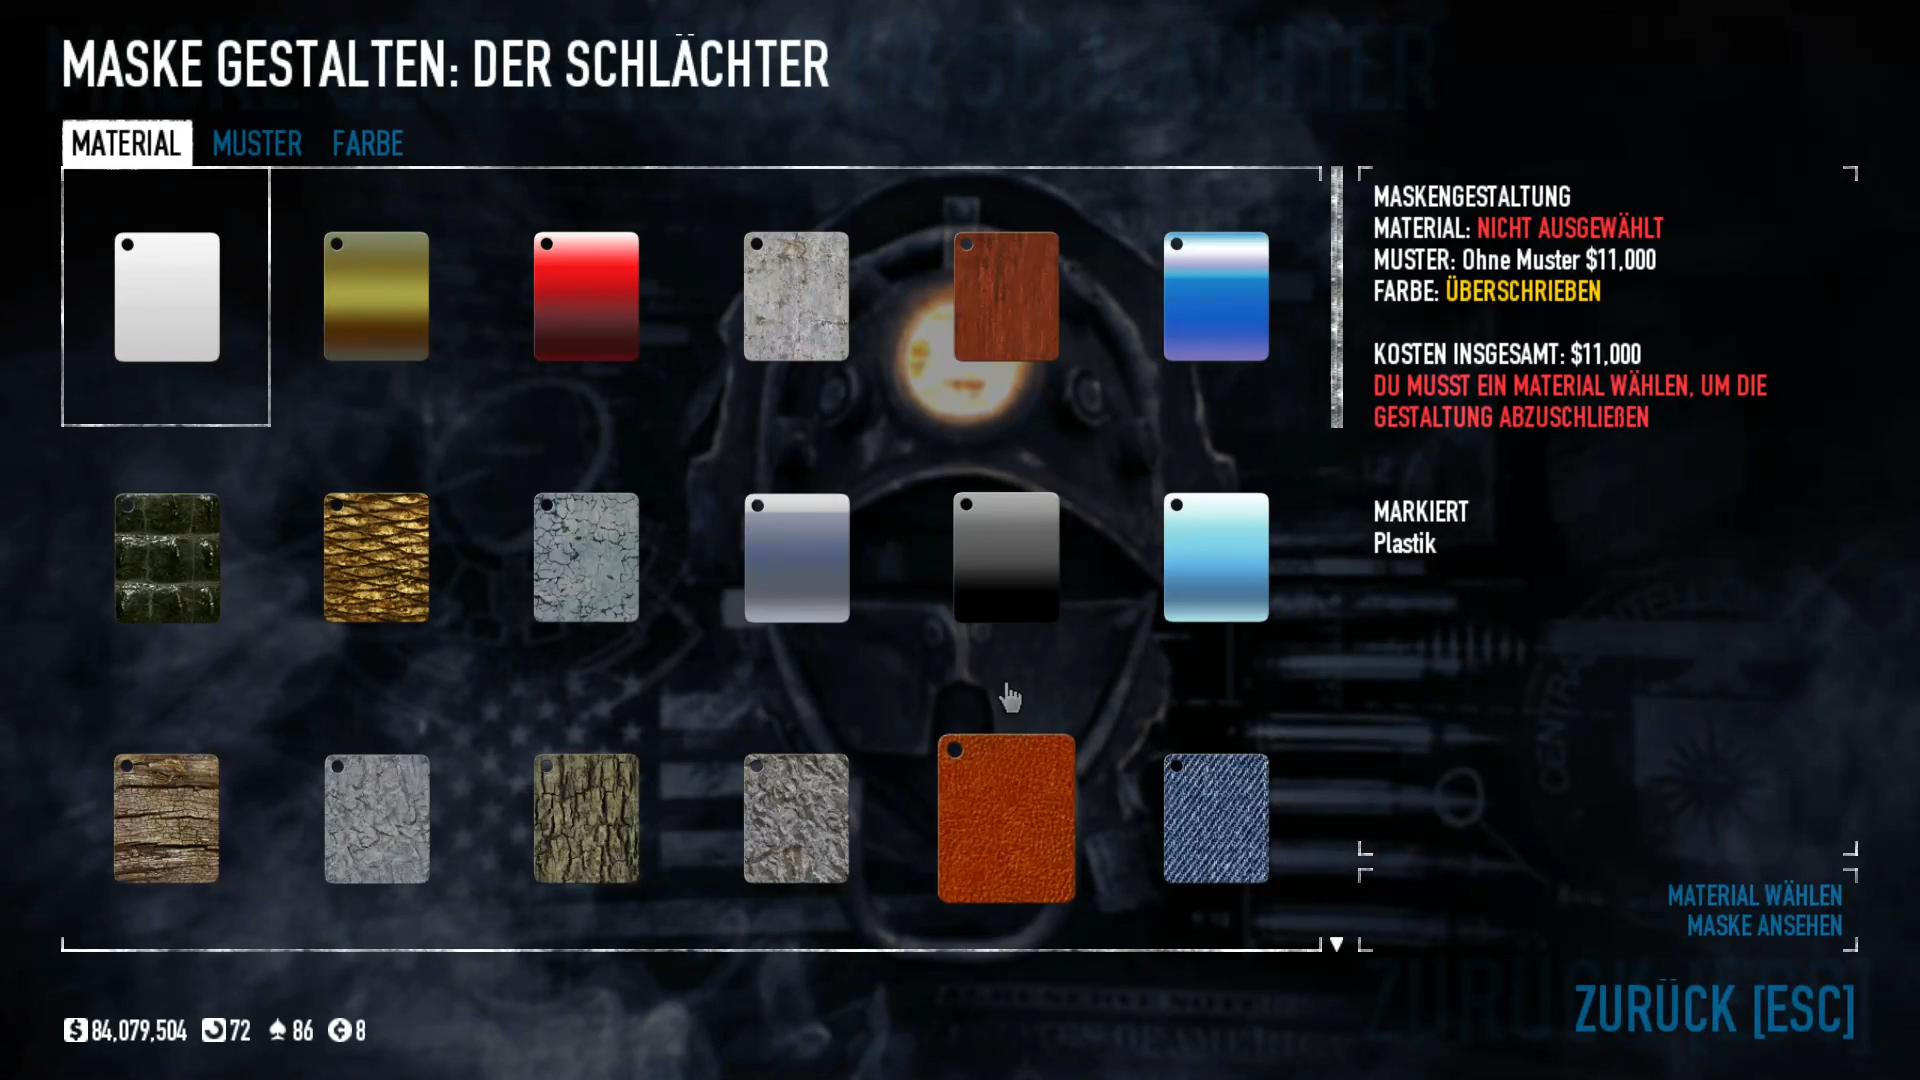 MASKE GESTALTEN: DER SCHLÄCHTER
MATERIAL MUSTER FARBE
MASKENGESTALTUNG
MATERIAL: NICHT AUSGEWÄHLT
MUSTER: Ohne Muster $11,000
FARBE: ÜBERSCHRIEBEN
KOSTEN INSGESAMT: $11,000
DU MUSST EIN MATERIAL WÄHLEN, UM DIE
GESTALTUNG ABZUSCHLIEßEN
MARKIERT
Plastik
MATERIAL WÄHLEN
MASKE ANSEHEN
ZURÜCK [ESC]
$ 84,079,504 72 86 C 8